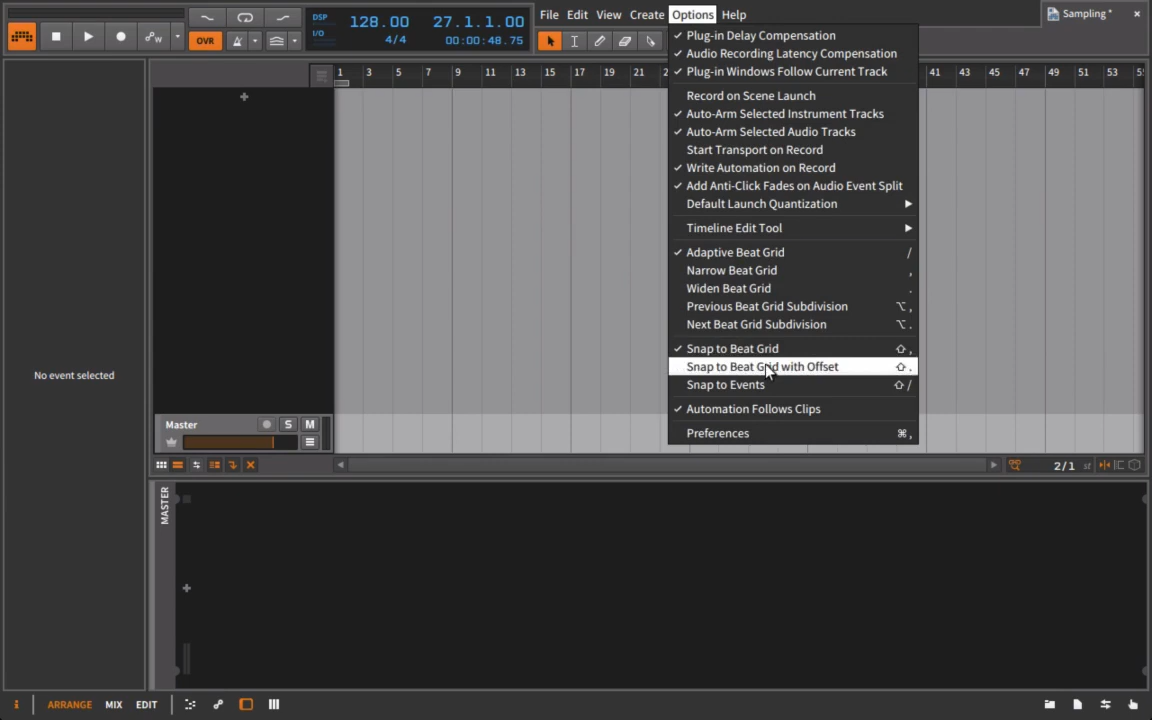 DSP
I/O
128.00 27.1.1.00
4/4 00:00:48.75
OVR
File Edit View Create Options Help
Sampling *
Plug-in Delay Compensation
Audio Recording Latency Compensation
Plug-in Windows Follow Current Track
Record on Scene Launch
Auto-Arm Selected Instrument Tracks
Auto-Arm Selected Audio Tracks
Start Transport on Record
Write Automation on Record
Add Anti-Click Fades on Audio Event Split
Default Launch Quantization
Timeline Edit Tool
Adaptive Beat Grid /
Narrow Beat Grid ,
Widen Beat Grid .
Previous Beat Grid Subdivision ⌥,
Next Beat Grid Subdivision ⌥.
Snap to Beat Grid ⇧,
Snap to Beat Grid with Offset ⇧.
Snap to Events ⇧/
Automation Follows Clips
Preferences ⌘,
1 3 5 7 9 11 13 15 17 19 21 41 43 45 47 49 51 53
No event selected
Master S M
2/1 st
MASTER
i ARRANGE MIX EDIT